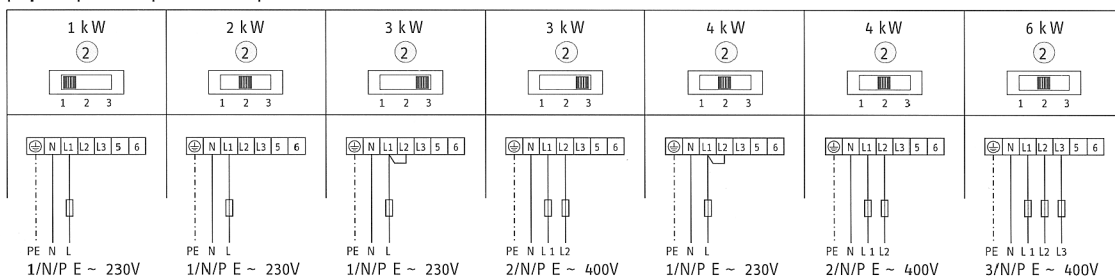 1 kW 2 kW 3 kW 3 kW 4 kW 4 kW 6 kW
2 2 2 2 2 2 2
1 2 3 1 2 3 1 2 3 1 2 3 1 2 3 1 2 3 1 2 3
N L1 L2 L3 5 6 N L1 L2 L3 5 6 N L1 L2 L3 5 6 N L1 L2 L3 5 6 N L1 L2 L3 5 6 N L1 L2 L3 5 6 N L1 L2 L3 5 6
PE N L PE N L PE N L PE N L1 L2 PE N L PE N L1 L2 PE N L1 L2 L3
1/N/P E ~ 230V 1/N/P E ~ 230V 1/N/P E ~ 230V 2/N/P E ~ 400V 1/N/P E ~ 230V 2/N/P E ~ 400V 3/N/P E ~ 400V